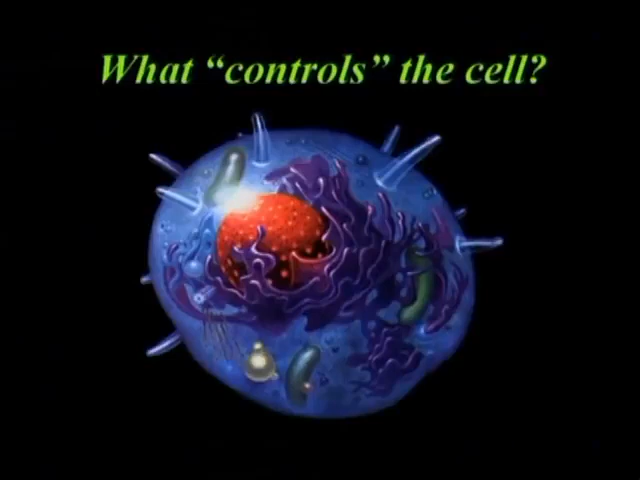 What “controls” the cell?